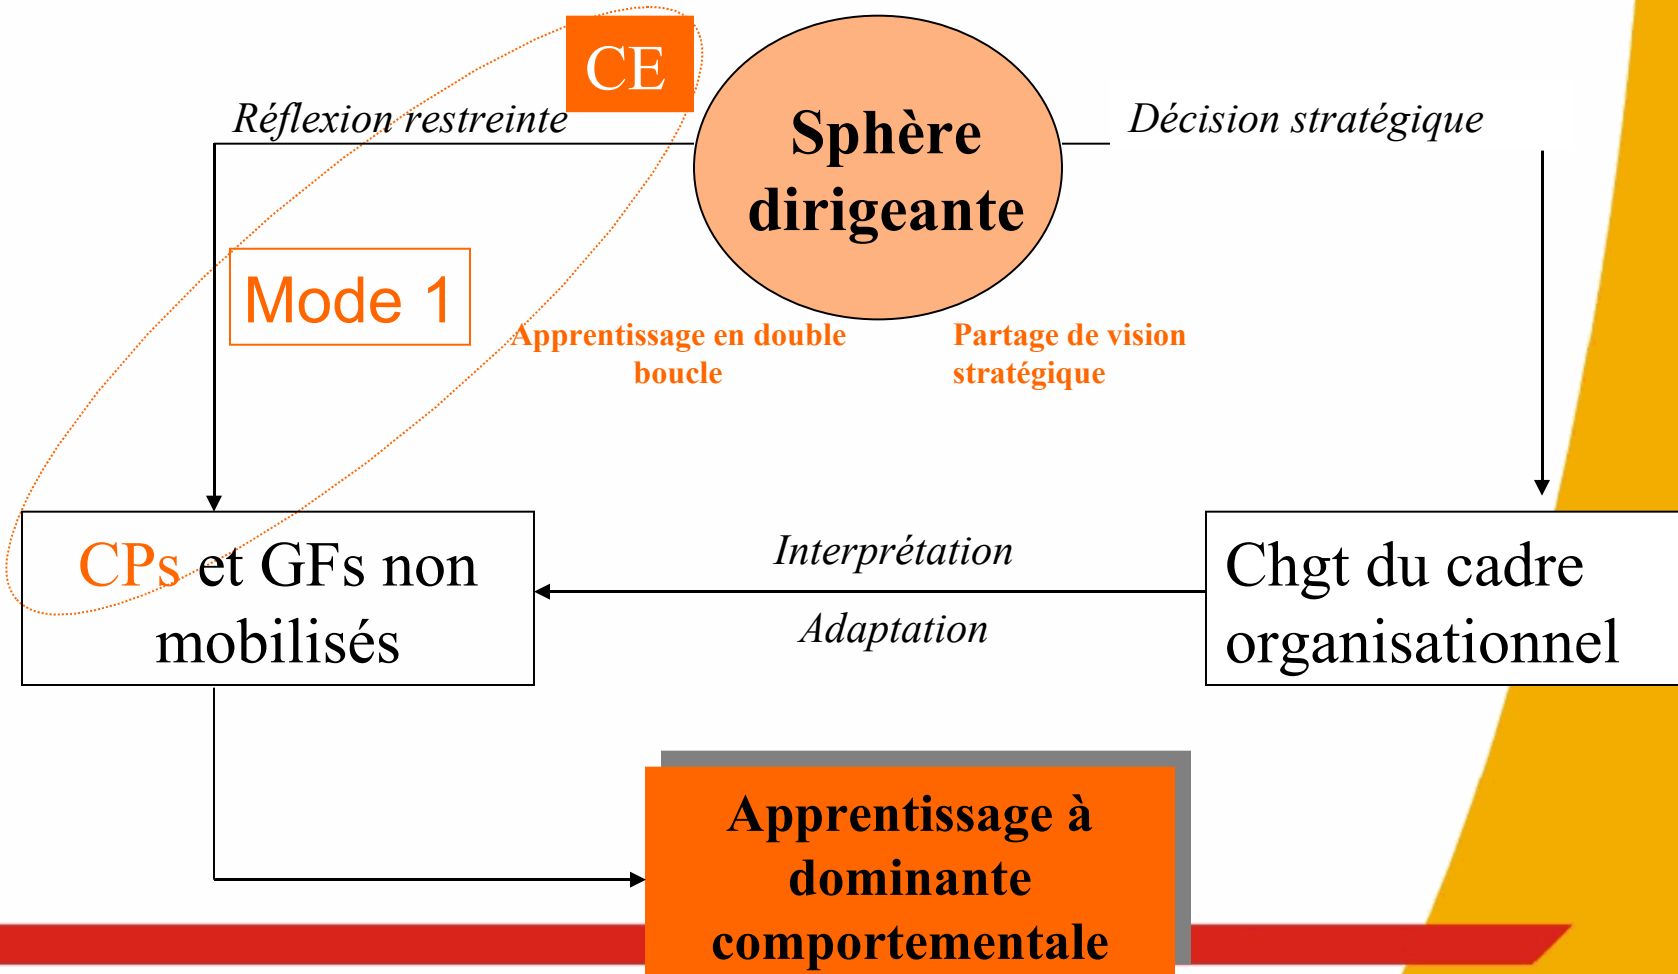 CE
Réflexion restreinte
Sphère
dirigeante
Décision stratégique
Mode 1
Apprentissage en double
boucle
Partage de vision
stratégique
CPs et GFs non
mobilisés
Interprétation
Adaptation
Chgt du cadre
organisationnel
Apprentissage à
dominante
comportementale